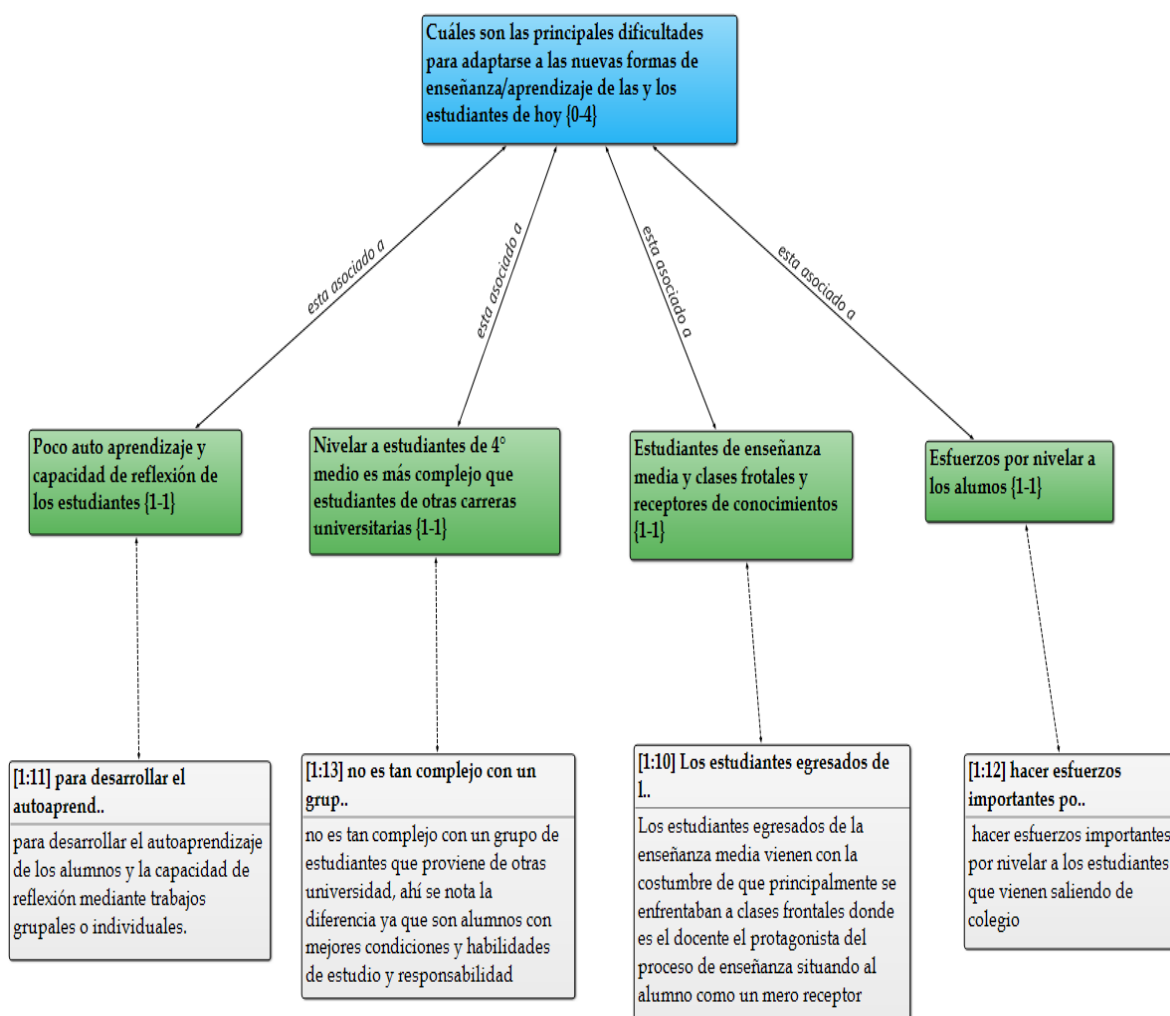 Cuáles son las principales dificultades
para adaptarse a las nuevas formas de
enseñanza/aprendizaje de las y los
estudiantes de hoy {0-4}
esta asociado a
esta asociado a
esta asociado a
esta asociado a
Poco auto aprendizaje y
capacidad de reflexión de
los estudiantes {1-1}
Nivelar a estudiantes de 4°
medio es más complejo que
estudiantes de otras carreras
universitarias {1-1}
Estudiantes de enseñanza
media y clases frotales y
receptores de conocimientos
{1-1}
Esfuerzos por nivelar a
los alumos {1-1}
[1:11] para desarrollar el
autoaprend..
para desarrollar el autoaprendizaje
de los alumnos y la capacidad de
reflexión mediante trabajos
grupales o individuales.
[1:13] no es tan complejo con un
grup..
no es tan complejo con un grupo de
estudiantes que proviene de otras
universidad, ahí se nota la
diferencia ya que son alumnos con
mejores condiciones y habilidades
de estudio y responsabilidad
[1:10] Los estudiantes egresados de
l..
Los estudiantes egresados de la
enseñanza media vienen con la
costumbre de que principalmente se
enfrentaban a clases frontales donde
es el docente el protagonista del
proceso de enseñanza situando al
alumno como un mero receptor
[1:12] hacer esfuerzos
importantes po..
hacer esfuerzos importantes
por nivelar a los estudiantes
que vienen saliendo de
colegio